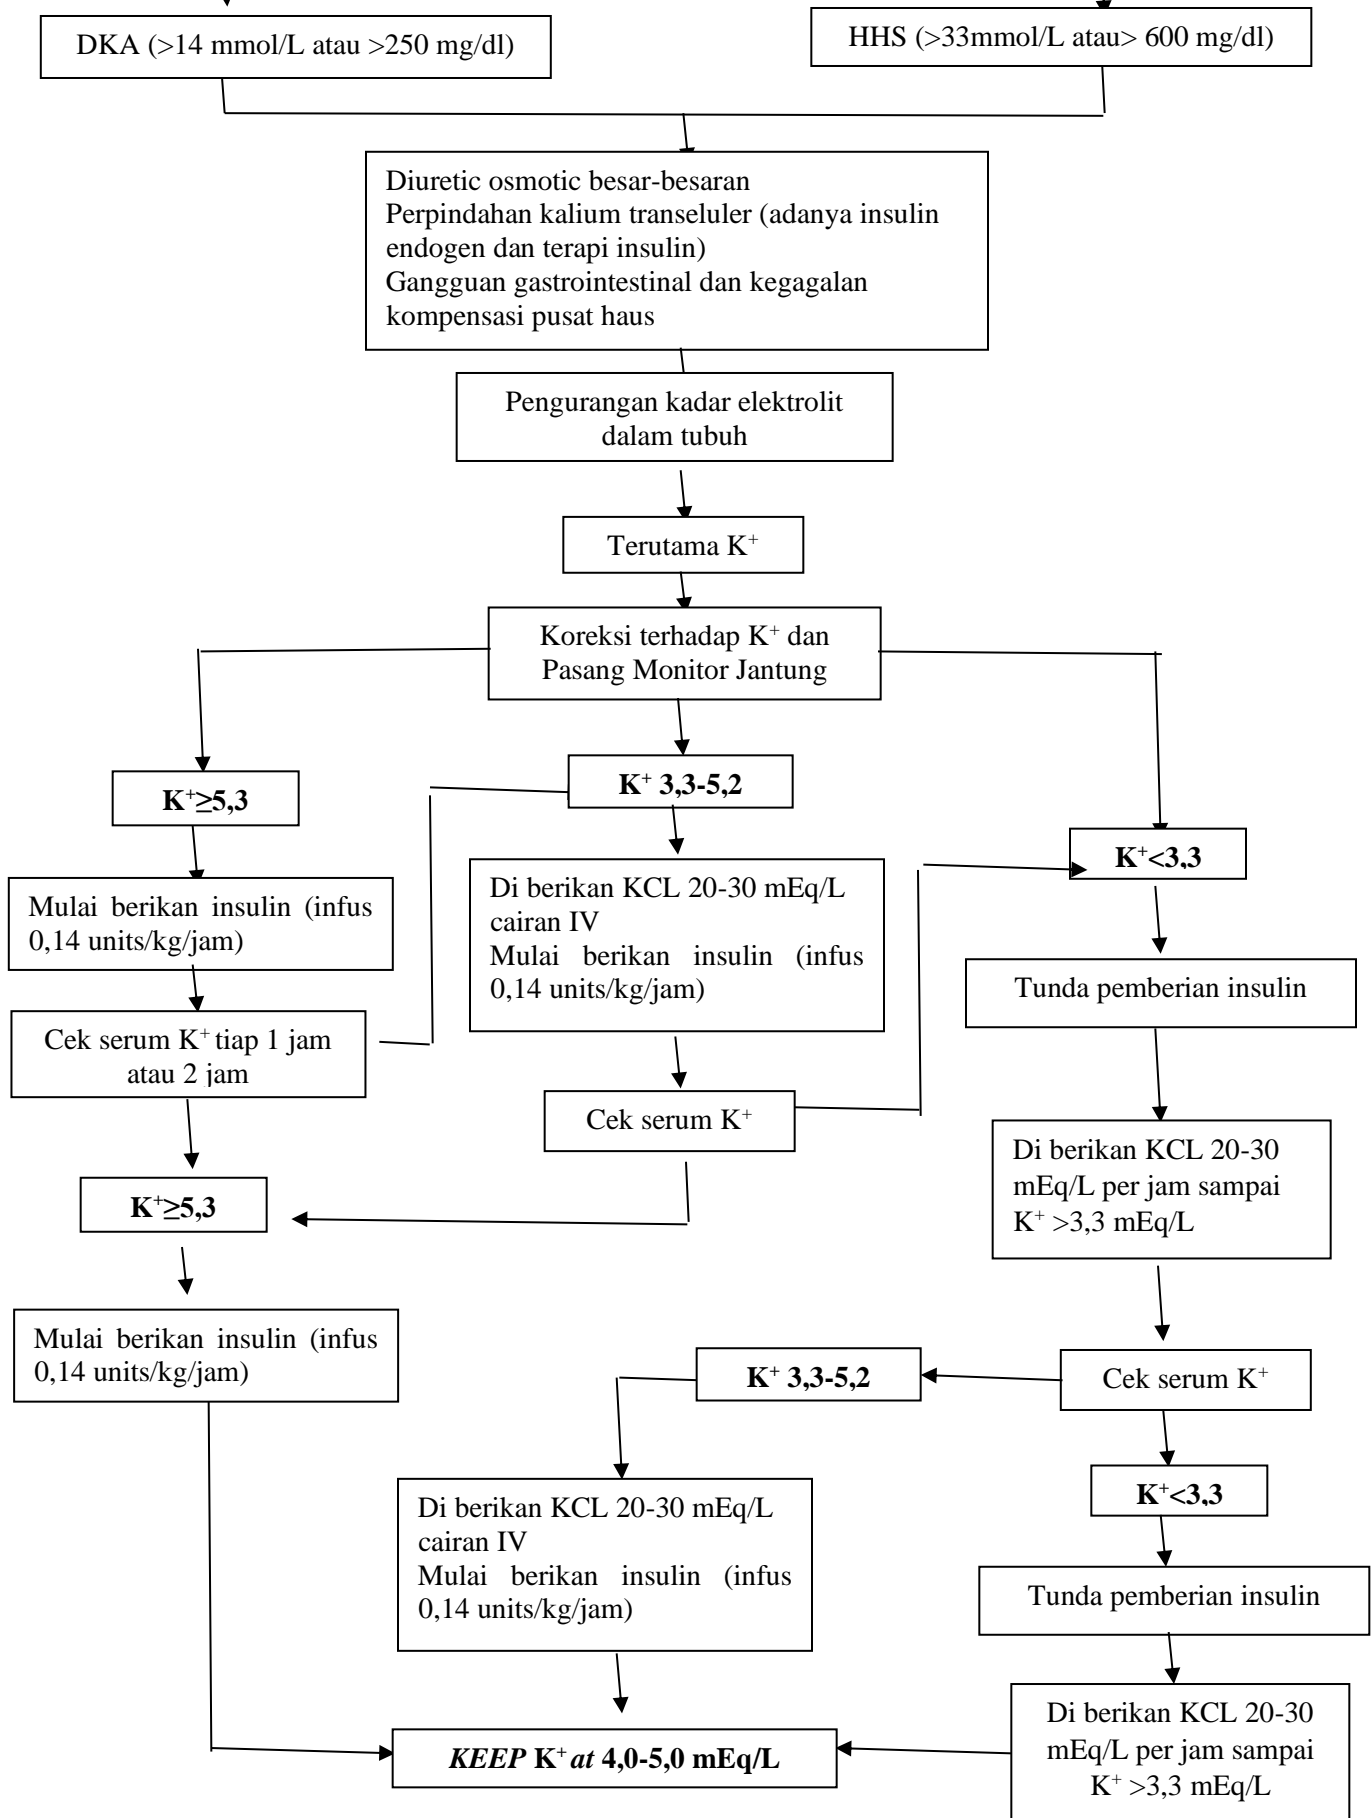 DKA (>14 mmol/L atau >250 mg/dl)
HHS (>33mmol/L atau> 600 mg/dl)
Diuretic osmotic besar-besaran
Perpindahan kalium transeluler (adanya insulin
endogen dan terapi insulin)
Gangguan gastrointestinal dan kegagalan
kompensasi pusat haus
Pengurangan kadar elektrolit
dalam tubuh
Terutama K⁺
Koreksi terhadap K⁺ dan
Pasang Monitor Jantung
K⁺≥5,3
K⁺ 3,3-5,2
K⁺<3,3
Mulai berikan insulin (infus
0,14 units/kg/jam)
Di berikan KCL 20-30 mEq/L
cairan IV
Mulai berikan insulin (infus
0,14 units/kg/jam)
Tunda pemberian insulin
Cek serum K⁺ tiap 1 jam
atau 2 jam
Cek serum K⁺
Di berikan KCL 20-30
mEq/L per jam sampai
K⁺ >3,3 mEq/L
K⁺≥5,3
Mulai berikan insulin (infus
0,14 units/kg/jam)
K⁺ 3,3-5,2
Cek serum K⁺
K⁺<3,3
Di berikan KCL 20-30 mEq/L
cairan IV
Mulai berikan insulin (infus
0,14 units/kg/jam)
Tunda pemberian insulin
Di berikan KCL 20-30
mEq/L per jam sampai
K⁺ >3,3 mEq/L
KEEP K⁺ at 4,0-5,0 mEq/L